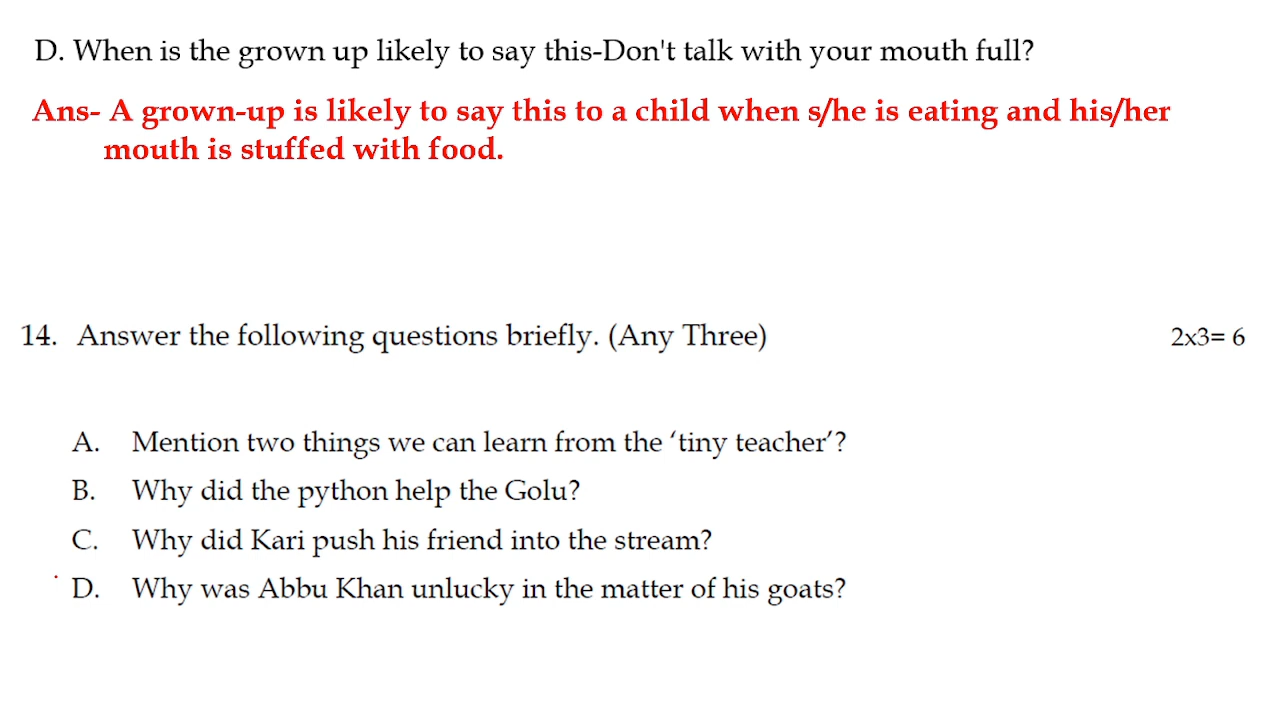 D. When is the grown up likely to say this-Don't talk with your mouth full?
Ans- A grown-up is likely to say this to a child when s/he is eating and his/her
mouth is stuffed with food.
14. Answer the following questions briefly. (Any Three) 2x3= 6
A. Mention two things we can learn from the ‘tiny teacher’?
B. Why did the python help the Golu?
C. Why did Kari push his friend into the stream?
D. Why was Abbu Khan unlucky in the matter of his goats?